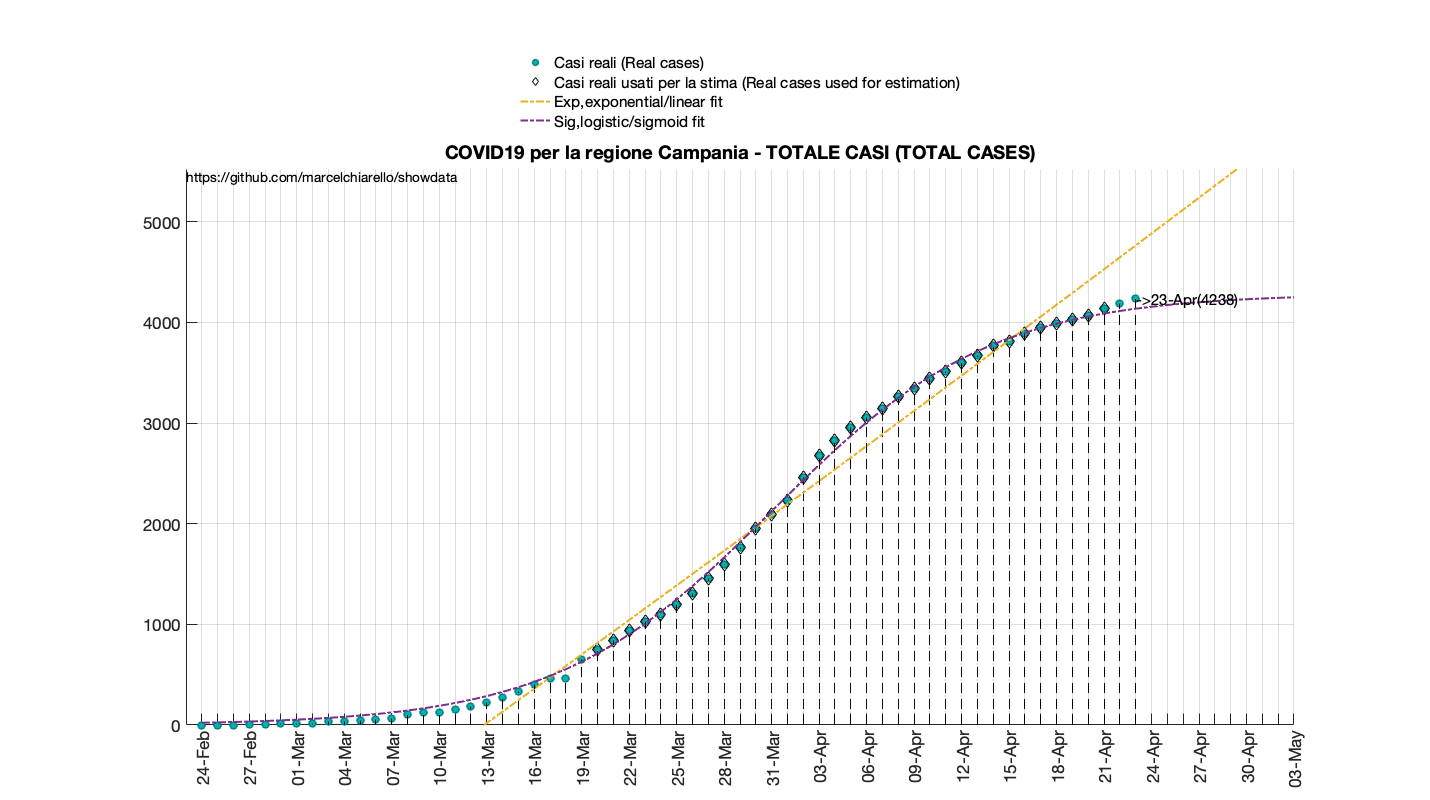 Casi reali (Real cases)
Casi reali usati per la stima (Real cases used for estimation)
Exp,exponential/linear fit
Sig,logistic/sigmoid fit
COVID19 per la regione Campania - TOTALE CASI (TOTAL CASES)
https://github.com/marcelchiarello/showdata
5000
4000
3000
2000
1000
0
->23-Apr(4238)
24-Feb
27-Feb
01-Mar
04-Mar
07-Mar
10-Mar
13-Mar
16-Mar
19-Mar
22-Mar
25-Mar
28-Mar
31-Mar
03-Apr
06-Apr
09-Apr
12-Apr
15-Apr
18-Apr
21-Apr
24-Apr
27-Apr
30-Apr
03-May